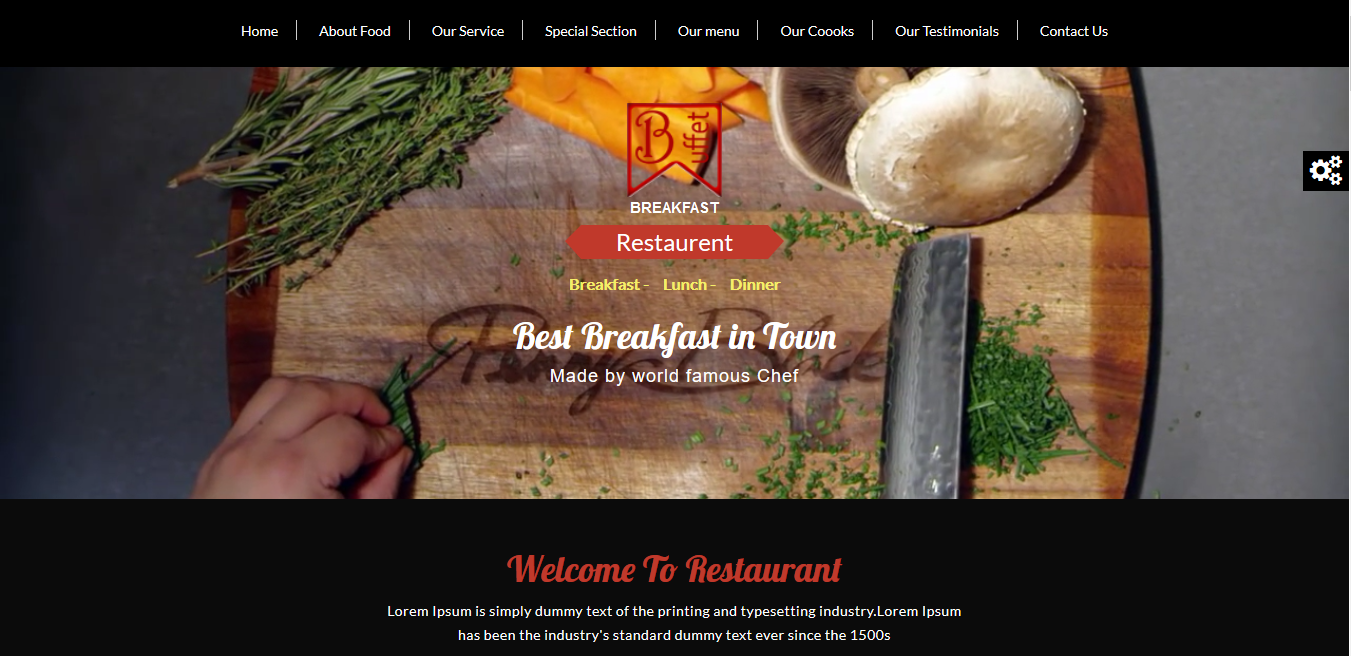 Home About Food Our Service Special Section Our menu Our Coooks Our Testimonials Contact Us
Buffet
BREAKFAST
Restaurent
Breakfast - Lunch - Dinner
Best Breakfast in Town
Made by world famous Chef
Welcome To Restaurant
Lorem Ipsum is simply dummy text of the printing and typesetting industry.Lorem Ipsum
has been the industry's standard dummy text ever since the 1500s